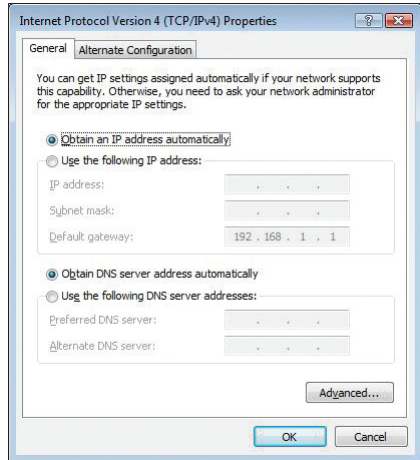 Internet Protocol Version 4 (TCP/IPv4) Properties
General
Alternate Configuration
You can get IP settings assigned automatically if your network supports
this capability. Otherwise, you need to ask your network administrator
for the appropriate IP settings.
Obtain an IP address automatically
Use the following IP address:
IP address: . . .
Subnet mask: . . .
Default gateway: 192 . 168 . 1 . 1
Obtain DNS server address automatically
Use the following DNS server addresses:
Preferred DNS server: . . .
Alternate DNS server: . . .
Advanced...
OK
Cancel